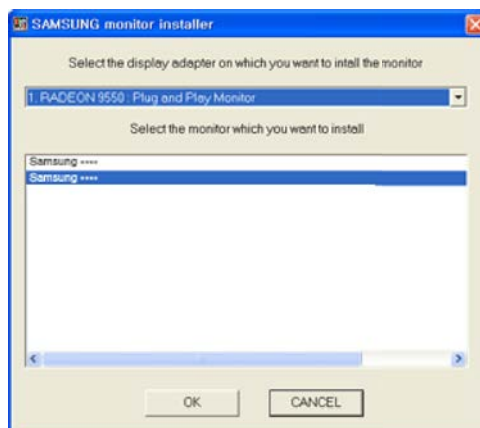 SAMSUNG monitor installer
Select the display adapter on which you want to intall the monitor
1. RADEON 9550 : Plug and Play Monitor
Select the monitor which you want to install
Samsung ****
Samsung ****
OK
CANCEL